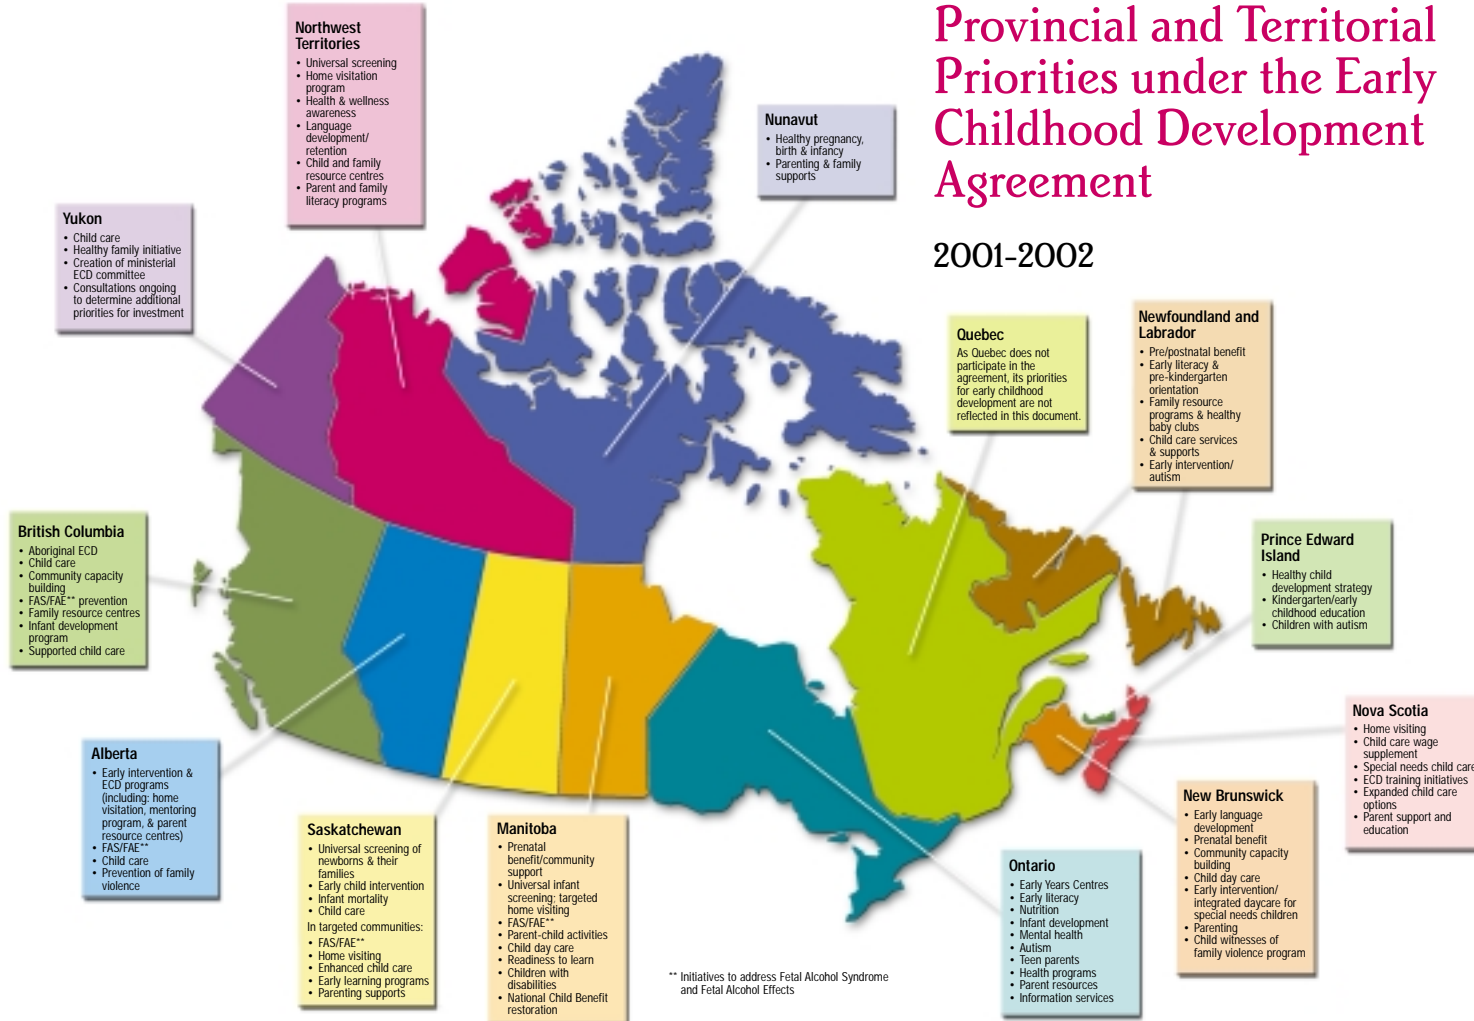 Provincial and Territorial
Priorities under the Early
Childhood Development
Agreement
2001-2002
Northwest
Territories
• Universal screening
• Home visitation
program
• Health & wellness
awareness
• Language
development/
retention
• Child and family
resource centres
• Parent and family
literacy programs
Nunavut
• Healthy pregnancy,
birth & infancy
• Parenting & family
supports
Yukon
• Child care
• Healthy family initiative
• Creation of ministerial
ECD committee
• Consultations ongoing
to determine additional
priorities for investment
Quebec
As Quebec does not
participate in the
agreement, its priorities
for early childhood
development are not
reflected in this document.
Newfoundland and
Labrador
• Pre/postnatal benefit
• Early literacy &
pre-kindergarten
orientation
• Family resource
programs & healthy
baby clubs
• Child care services
& supports
• Early intervention/
autism
British Columbia
• Aboriginal ECD
• Child care
• Community capacity
building
• FAS/FAE** prevention
• Family resource centres
• Infant development
program
• Supported child care
Prince Edward
Island
• Healthy child
development strategy
• Kindergarten/early
childhood education
• Children with autism
Nova Scotia
• Home visiting
• Child care wage
supplement
• Special needs child care
• ECD training initiatives
• Expanded child care
options
• Parent support and
education
Alberta
• Early intervention &
ECD programs
(including: home
visitation, mentoring
program, & parent
resource centres)
• FAS/FAE**
• Child care
• Prevention of family
violence
Saskatchewan
• Universal screening of
newborns & their
families
• Early child intervention
• Infant mortality
• Child care
In targeted communities:
• FAS/FAE**
• Home visiting
• Enhanced child care
• Early learning programs
• Parenting supports
Manitoba
• Prenatal
benefit/community
support
• Universal infant
screening; targeted
home visiting
• FAS/FAE**
• Parent-child activities
• Child day care
• Readiness to learn
• Children with
disabilities
• National Child Benefit
restoration
Ontario
• Early Years Centres
• Early literacy
• Nutrition
• Infant development
• Mental health
• Autism
• Teen parents
• Health programs
• Parent resources
• Information services
New Brunswick
• Early language
development
• Prenatal benefit
• Community capacity
building
• Child day care
• Early intervention/
integrated daycare for
special needs children
• Parenting
• Child witnesses of
family violence program
** Initiatives to address Fetal Alcohol Syndrome
and Fetal Alcohol Effects